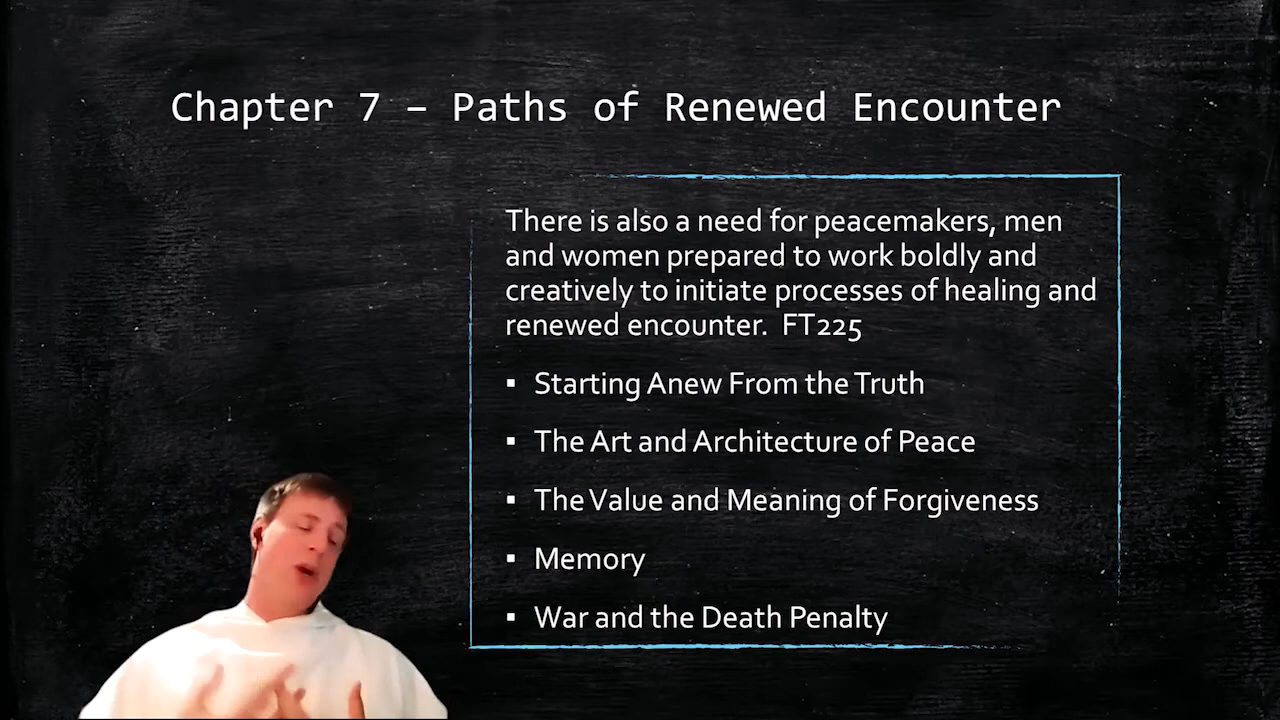 Chapter 7 – Paths of Renewed Encounter
There is also a need for peacemakers, men
and women prepared to work boldly and
creatively to initiate processes of healing and
renewed encounter.  FT225
▪ Starting Anew From the Truth
▪ The Art and Architecture of Peace
▪ The Value and Meaning of Forgiveness
▪ Memory
▪ War and the Death Penalty